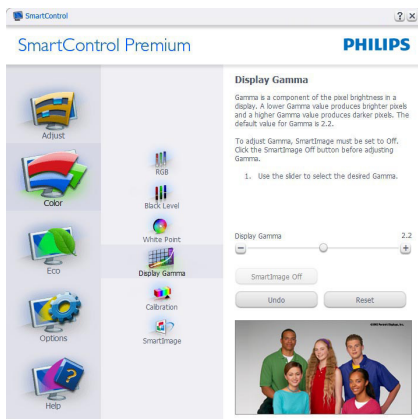 SmartControl
SmartControl Premium
PHILIPS
Adjust
Color
Eco
Options
Help
RGB
Black Level
White Point
Display Gamma
Calibration
SmartImage
Display Gamma
Gamma is a component of the pixel brightness in a
display. A lower Gamma value produces brighter pixels
and a higher Gamma value produces darker pixels. The
default value for Gamma is 2.2.
To adjust Gamma, SmartImage must be set to Off.
Click the SmartImage Off button before adjusting
Gamma.
1. Use the slider to select the desired Gamma.
Display Gamma 2.2
SmartImage Off
Undo Reset